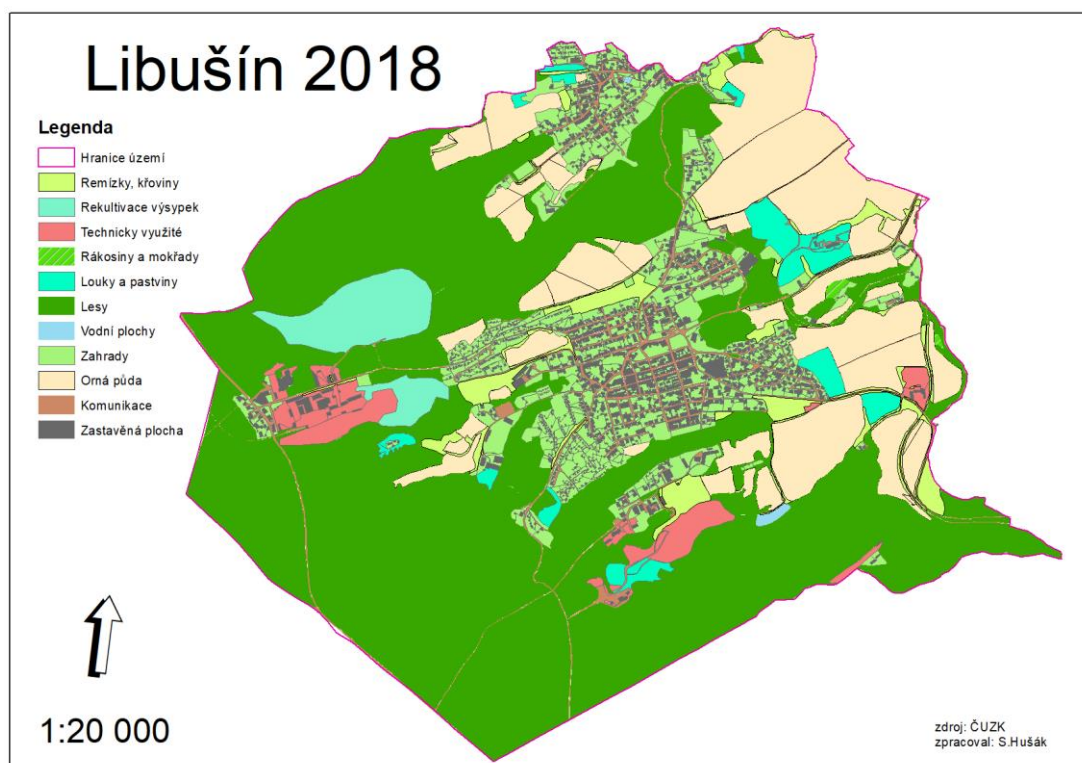 Libušín 2018
Legenda
Hranice území
Remízky, křoviny
Rekultivace výsypek
Technicky využité
Rákosiny a mokřady
Louky a pastviny
Lesy
Vodní plochy
Zahrady
Orná půda
Komunikace
Zastavěná plocha
1:20 000
zdroj: ČUZK
zpracoval: S.Hušák